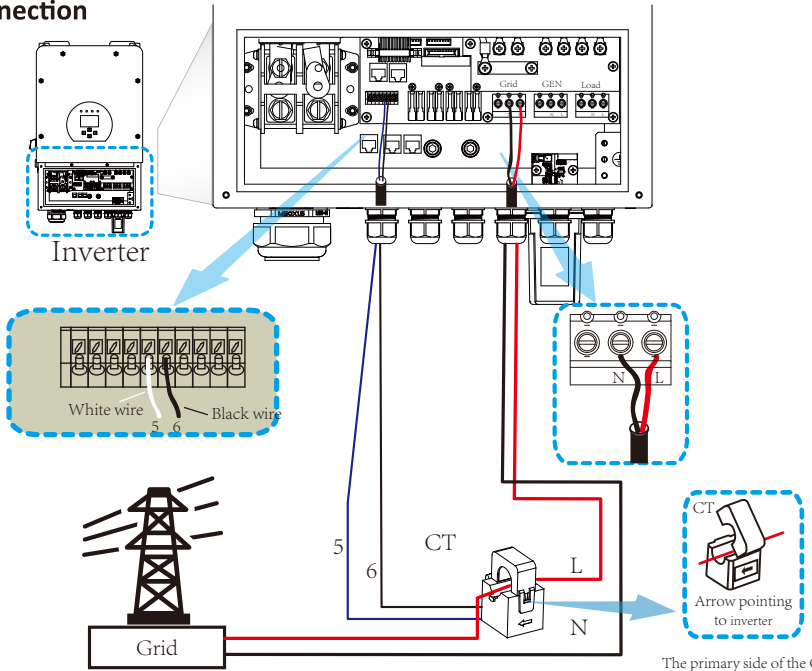 nnection
Grid
GEN
Load
Inverter
N
L
White wire
Black wire
5
6
CT
5
CT
6
L
Arrow pointing
to inverter
N
Grid
The primary side of the